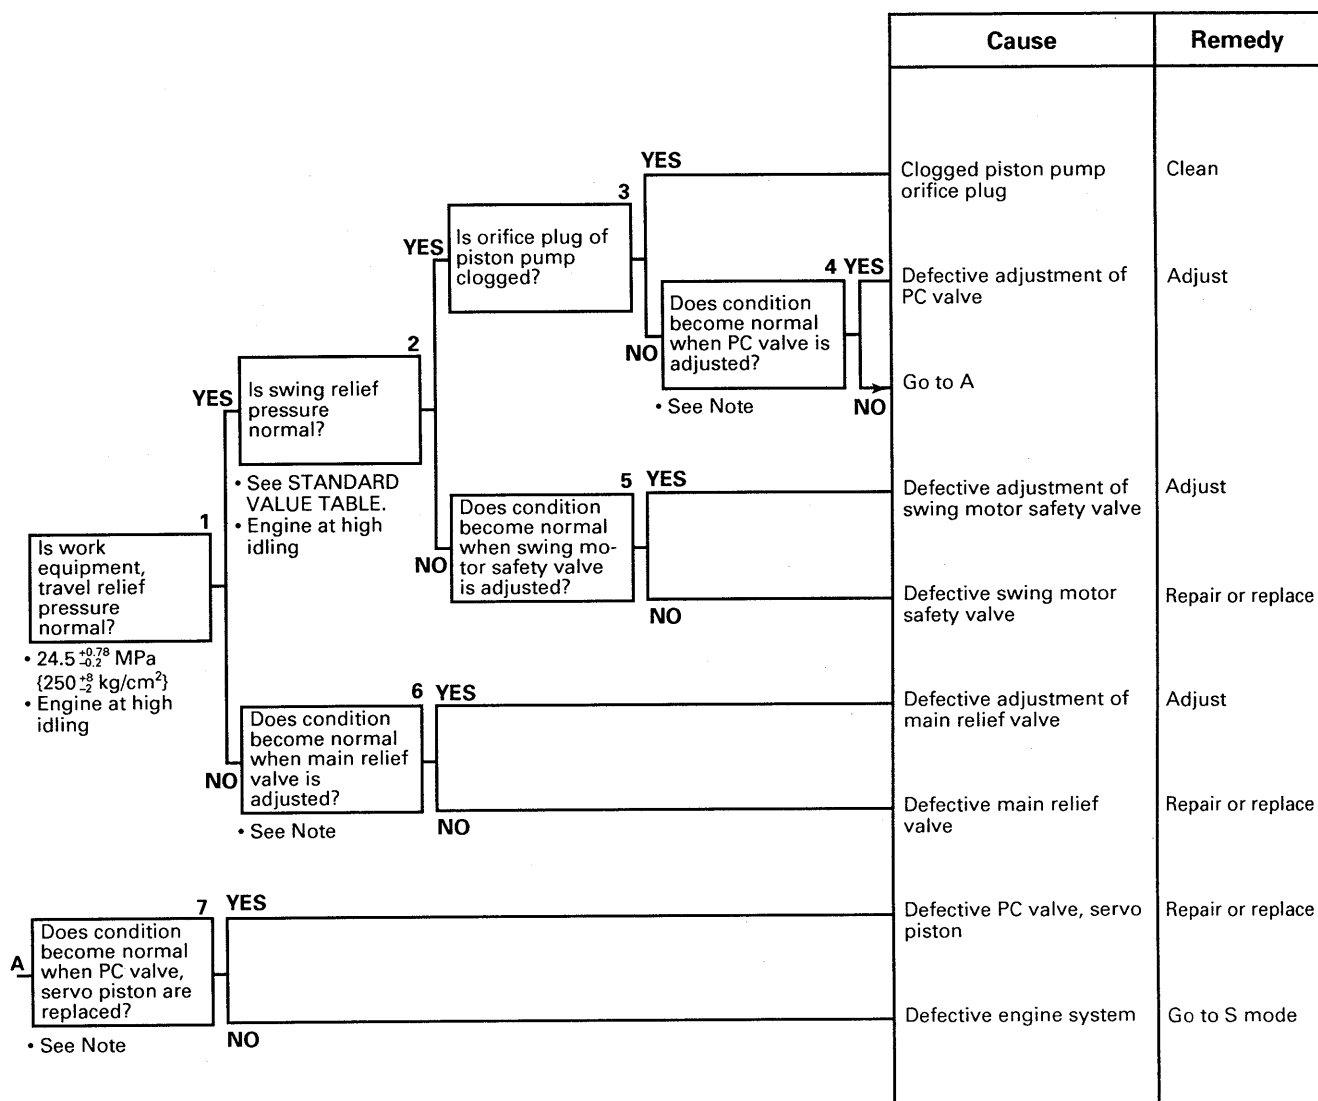 Cause
Remedy
YES
3
Is orifice plug of
piston pump
clogged?
Clogged piston pump
orifice plug
Clean
YES
4 YES
Does condition
become normal
when PC valve is
adjusted?
• See Note
NO
Defective adjustment of
PC valve
Adjust
Go to A
NO
2
YES
Is swing relief
pressure
normal?
• See STANDARD
VALUE TABLE.
• Engine at high
idling
5 YES
Does condition
become normal
when swing mo-
tor safety valve
is adjusted?
NO
Defective adjustment of
swing motor safety valve
Adjust
NO
Defective swing motor
safety valve
Repair or replace
1
Is work
equipment,
travel relief
pressure
normal?
• 24.5 +0.78 -0.2 MPa
{250 +8 -2 kg/cm²}
• Engine at high
idling
6 YES
Does condition
become normal
when main relief
valve is
adjusted?
• See Note
NO
Defective adjustment of
main relief valve
Adjust
NO
Defective main relief
valve
Repair or replace
7 YES
A
Does condition
become normal
when PC valve,
servo piston are
replaced?
• See Note
Defective PC valve, servo
piston
Repair or replace
NO
Defective engine system
Go to S mode